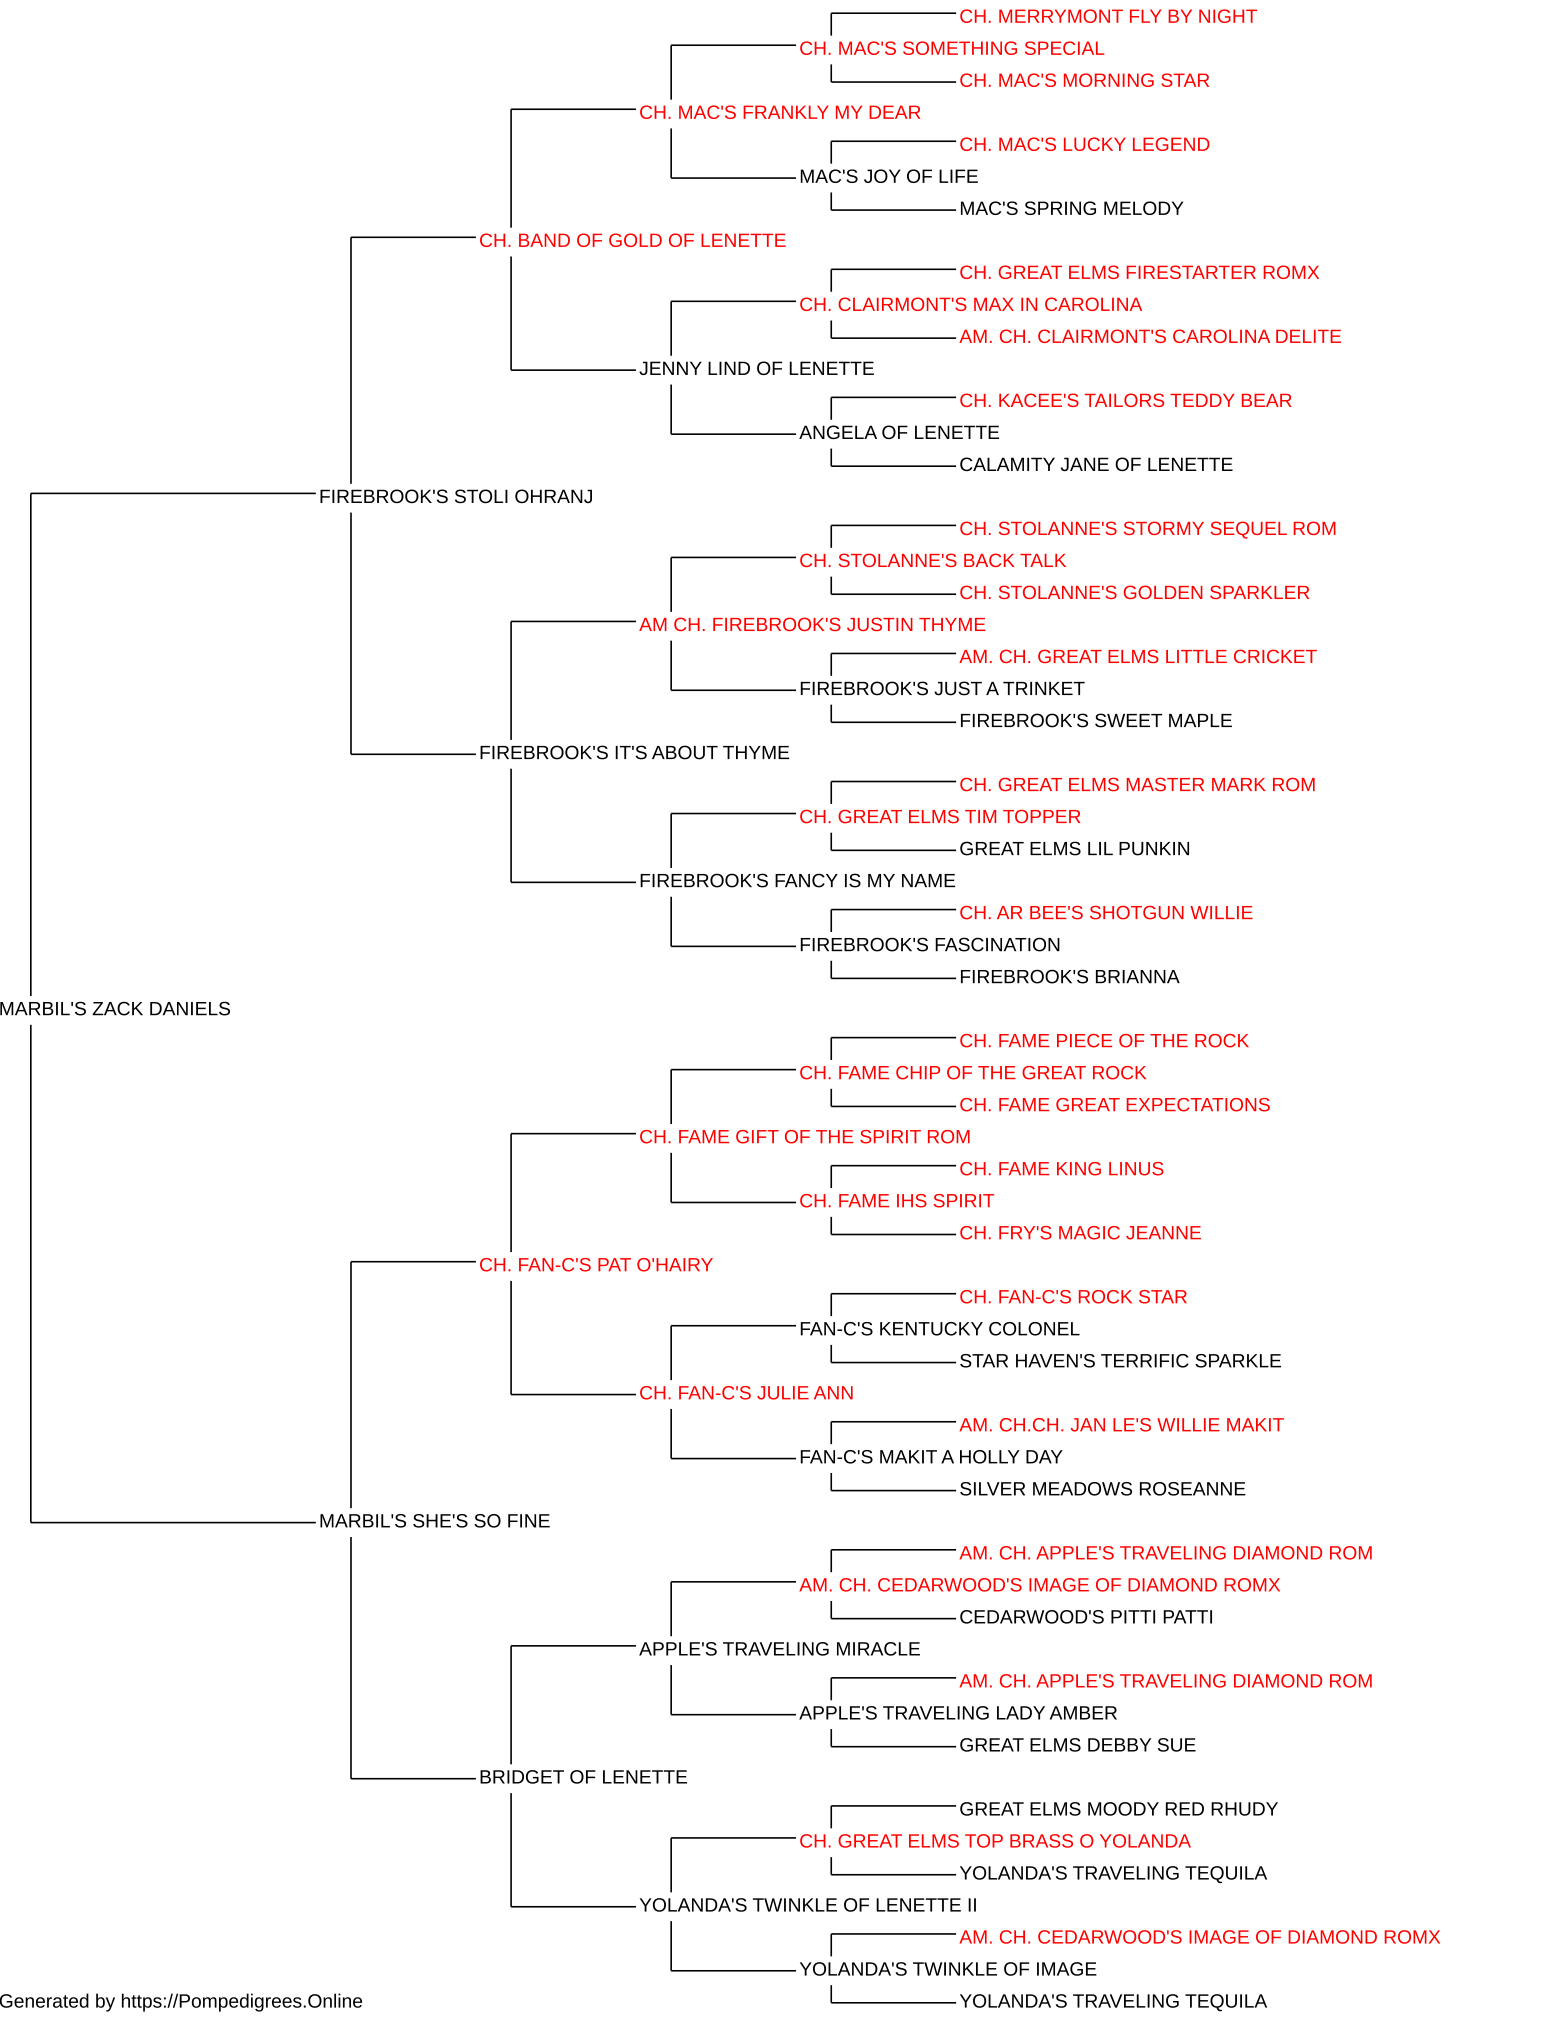 CH. MERRYMONT FLY BY NIGHT
CH. MAC'S SOMETHING SPECIAL
CH. MAC'S MORNING STAR
CH. MAC'S FRANKLY MY DEAR
CH. MAC'S LUCKY LEGEND
MAC'S JOY OF LIFE
MAC'S SPRING MELODY
CH. BAND OF GOLD OF LENETTE
CH. GREAT ELMS FIRESTARTER ROMX
CH. CLAIRMONT'S MAX IN CAROLINA
AM. CH. CLAIRMONT'S CAROLINA DELITE
JENNY LIND OF LENETTE
CH. KACEE'S TAILORS TEDDY BEAR
ANGELA OF LENETTE
CALAMITY JANE OF LENETTE
FIREBROOK'S STOLI OHRANJ
CH. STOLANNE'S STORMY SEQUEL ROM
CH. STOLANNE'S BACK TALK
CH. STOLANNE'S GOLDEN SPARKLER
AM CH. FIREBROOK'S JUSTIN THYME
AM. CH. GREAT ELMS LITTLE CRICKET
FIREBROOK'S JUST A TRINKET
FIREBROOK'S SWEET MAPLE
FIREBROOK'S IT'S ABOUT THYME
CH. GREAT ELMS MASTER MARK ROM
CH. GREAT ELMS TIM TOPPER
GREAT ELMS LIL PUNKIN
FIREBROOK'S FANCY IS MY NAME
CH. AR BEE'S SHOTGUN WILLIE
FIREBROOK'S FASCINATION
FIREBROOK'S BRIANNA
MARBIL'S ZACK DANIELS
CH. FAME PIECE OF THE ROCK
CH. FAME CHIP OF THE GREAT ROCK
CH. FAME GREAT EXPECTATIONS
CH. FAME GIFT OF THE SPIRIT ROM
CH. FAME KING LINUS
CH. FAME IHS SPIRIT
CH. FRY'S MAGIC JEANNE
CH. FAN-C'S PAT O'HAIRY
CH. FAN-C'S ROCK STAR
FAN-C'S KENTUCKY COLONEL
STAR HAVEN'S TERRIFIC SPARKLE
CH. FAN-C'S JULIE ANN
AM. CH.CH. JAN LE'S WILLIE MAKIT
FAN-C'S MAKIT A HOLLY DAY
SILVER MEADOWS ROSEANNE
MARBIL'S SHE'S SO FINE
AM. CH. APPLE'S TRAVELING DIAMOND ROM
AM. CH. CEDARWOOD'S IMAGE OF DIAMOND ROMX
CEDARWOOD'S PITTI PATTI
APPLE'S TRAVELING MIRACLE
AM. CH. APPLE'S TRAVELING DIAMOND ROM
APPLE'S TRAVELING LADY AMBER
GREAT ELMS DEBBY SUE
BRIDGET OF LENETTE
GREAT ELMS MOODY RED RHUDY
CH. GREAT ELMS TOP BRASS O YOLANDA
YOLANDA'S TRAVELING TEQUILA
YOLANDA'S TWINKLE OF LENETTE II
AM. CH. CEDARWOOD'S IMAGE OF DIAMOND ROMX
YOLANDA'S TWINKLE OF IMAGE
YOLANDA'S TRAVELING TEQUILA
Generated by https://Pompedigrees.Online